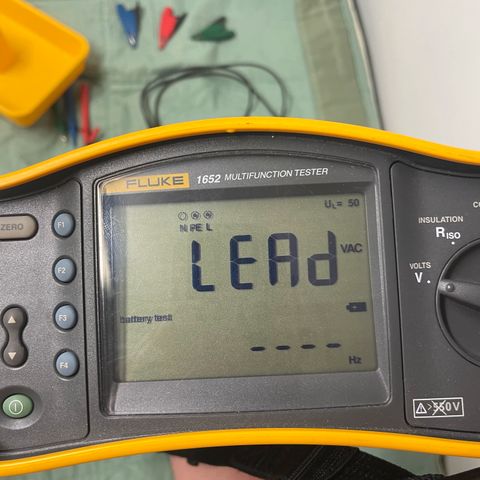 FLUKE 1652 MULTIFUNCTION TESTER
UL= 50
N PE L
LEAd VAC
battery test
- - - - Hz
ZERO
F1
F2
F3
F4
INSULATION
RISO
VOLTS
V
>550V